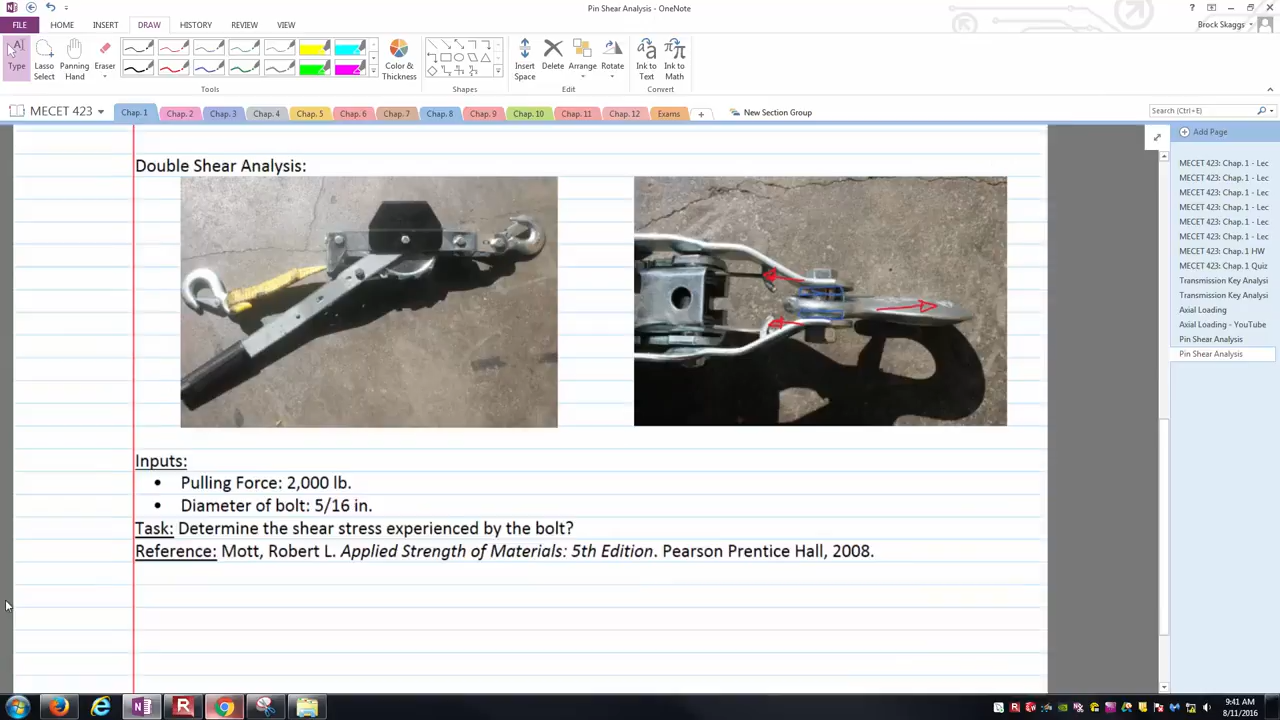 Pin Shear Analysis - OneNote
FILE HOME INSERT DRAW HISTORY REVIEW VIEW
Brock Skaggs
Type
Lasso Select
Panning Hand
Eraser
Color & Thickness
Insert Space
Delete
Arrange
Rotate
Ink to Text
Ink to Math
Tools Shapes Edit Convert
MECET 423 Chap. 1 Chap. 2 Chap. 3 Chap. 4 Chap. 5 Chap. 6 Chap. 7 Chap. 8 Chap. 9 Chap. 10 Chap. 11 Chap. 12 Exams New Section Group
Search (Ctrl+E)
Add Page
MECET 423: Chap. 1 - Lec
MECET 423: Chap. 1 - Lec
MECET 423: Chap. 1 - Lec
MECET 423: Chap. 1 - Lec
MECET 423: Chap. 1 - Lec
MECET 423: Chap. 1 - Lec
MECET 423: Chap. 1 HW
MECET 423: Chap. 1 Quiz
Transmission Key Analysi
Transmission Key Analysi
Axial Loading
Axial Loading - YouTube
Pin Shear Analysis
Pin Shear Analysis
Double Shear Analysis:
Inputs:
• Pulling Force: 2,000 lb.
• Diameter of bolt: 5/16 in.
Task: Determine the shear stress experienced by the bolt?
Reference: Mott, Robert L. Applied Strength of Materials: 5th Edition. Pearson Prentice Hall, 2008.
9:41 AM
8/11/2016